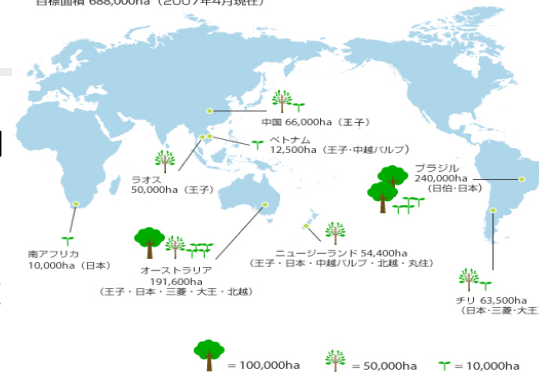 目標面積 688,000ha（2007年4月現在）
中国 66,000ha（王子）
ベトナム
12,500ha（王子・中越パルプ）
ラオス
50,000ha（王子）
ブラジル
240,000ha
（日伯・日本）
南アフリカ
10,000ha（日本）
オーストラリア
191,600ha
（王子・日本・三菱・大王・北越）
ニュージーランド 54,400ha
（王子・日本・中越パルプ・北越・丸住）
チリ 63,500ha
（日本・三菱・大王
＝100,000ha
＝50,000ha
＝10,000ha